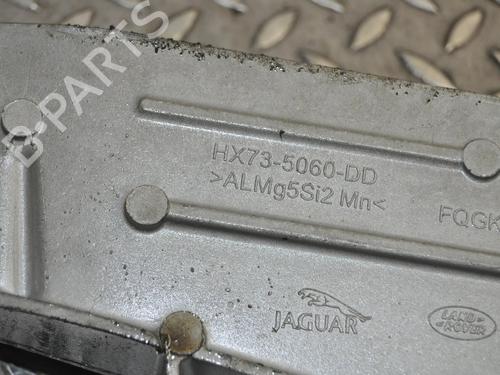 B-PARTS
HX73-5060-DD
>ALMg5Si2 Mn<
FQGK
JAGUAR
LAND
ROVER